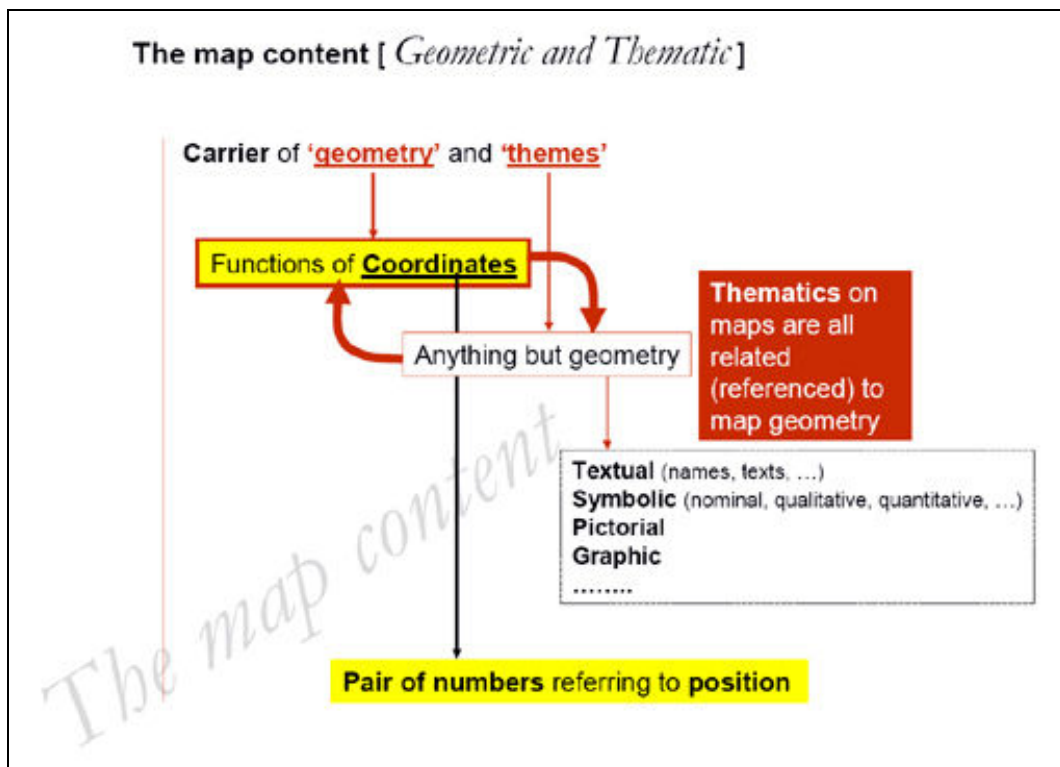 The map content [ Geometric and Thematic ]
Carrier of ‘geometry’ and ‘themes’
Functions of Coordinates
Anything but geometry
Thematics on
maps are all
related
(referenced) to
map geometry
Textual (names, texts, …)
Symbolic (nominal, qualitative, quantitative, …)
Pictorial
Graphic
........
The map content
Pair of numbers referring to position